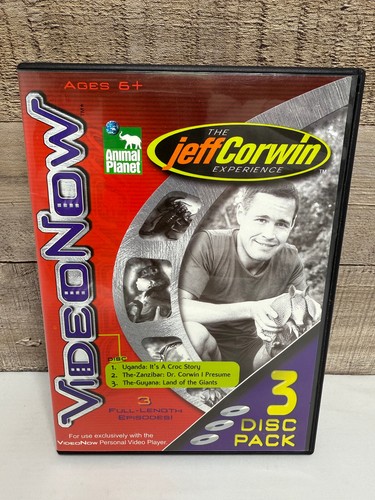 AGES 6+
VIDEONOW
ANIMAL PLANET
THE
jeffCorwin
EXPERIENCE™
DISC
1. Uganda: It's A Croc Story
2. The-Zanzibar: Dr. Corwin I Presume
3. The-Guyana: Land of the Giants
3
FULL-LENGTH
EPISODES!
3
DISC
PACK
For use exclusively with the
VIDEONOW Personal Video Player.